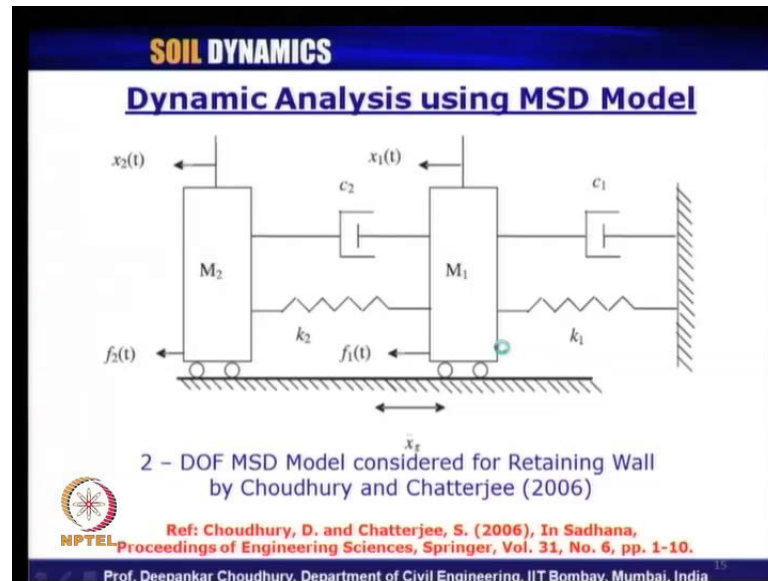 SOIL DYNAMICS
Dynamic Analysis using MSD Model
x₂(t)
x₁(t)
c₂
c₁
M₂
M₁
k₂
k₁
f₂(t)
f₁(t)
ẍg
2 – DOF MSD Model considered for Retaining Wall
by Choudhury and Chatterjee (2006)
NPTEL
Ref: Choudhury, D. and Chatterjee, S. (2006), In Sadhana,
Proceedings of Engineering Sciences, Springer, Vol. 31, No. 6, pp. 1-10.
15
Prof. Deepankar Choudhury, Department of Civil Engineering, IIT Bombay, Mumbai, India